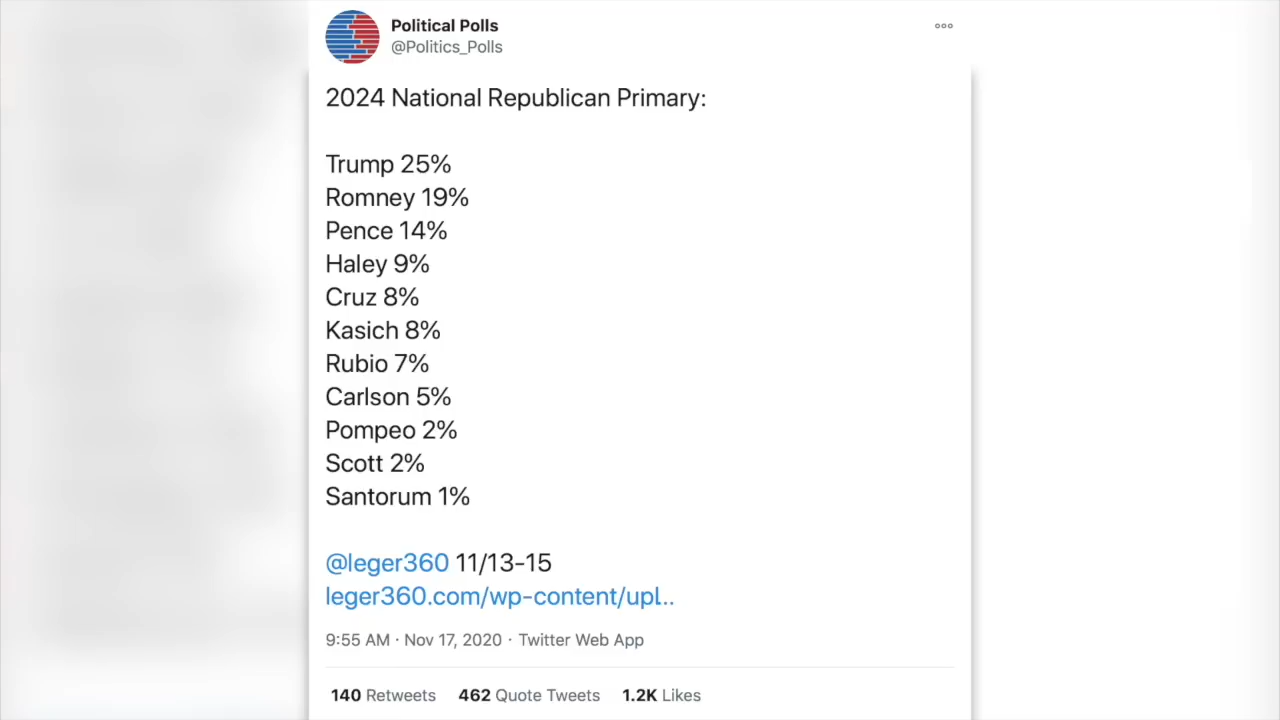 Political Polls
@Politics_Polls
2024 National Republican Primary:
Trump 25%
Romney 19%
Pence 14%
Haley 9%
Cruz 8%
Kasich 8%
Rubio 7%
Carlson 5%
Pompeo 2%
Scott 2%
Santorum 1%
@leger360 11/13-15
leger360.com/wp-content/upl...
9:55 AM · Nov 17, 2020 · Twitter Web App
140 Retweets 462 Quote Tweets 1.2K Likes